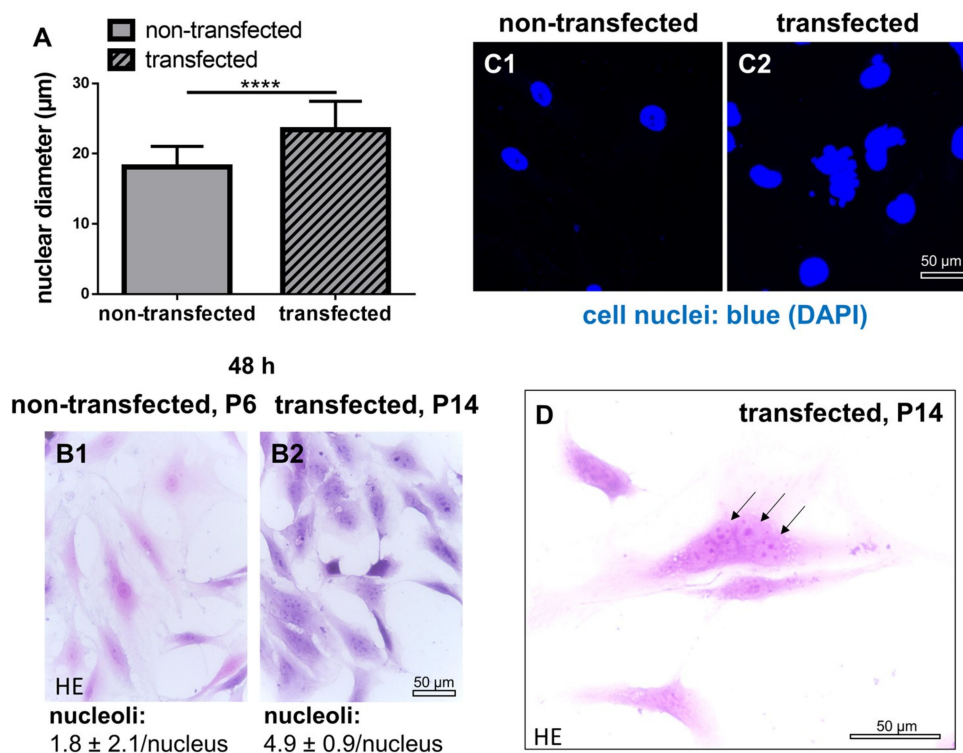 A
non-transfected
transfected
****
nuclear diameter (µm)
30
20
10
0
non-transfected
transfected
non-transfected
transfected
C1
C2
50 µm
cell nuclei: blue (DAPI)
48 h
non-transfected, P6
transfected, P14
B1
B2
HE
50 µm
nucleoli:
1.8 ± 2.1/nucleus
nucleoli:
4.9 ± 0.9/nucleus
D
transfected, P14
HE
50 µm